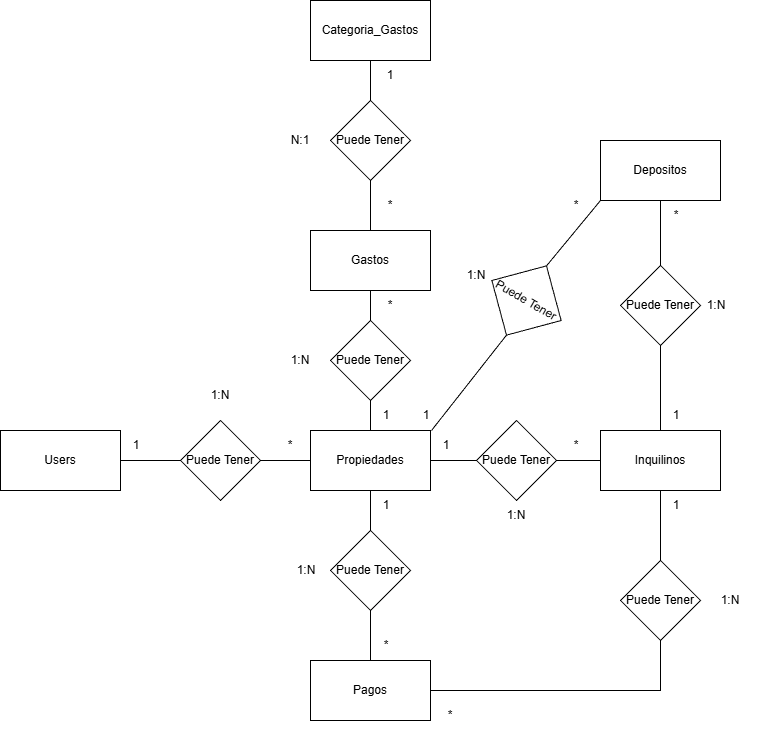 Categoria_Gastos
1
N:1
Puede Tener
*
Gastos
*
1:N
Puede Tener
1
Depositos
*
*
1:N
Puede Tener
1
Puede Tener
1:N
1
1:N
Users
1
Puede Tener
*
Propiedades
1
Puede Tener
*
1:N
Inquilinos
1
1:N
Puede Tener
*
1
Puede Tener
1:N
Pagos
*